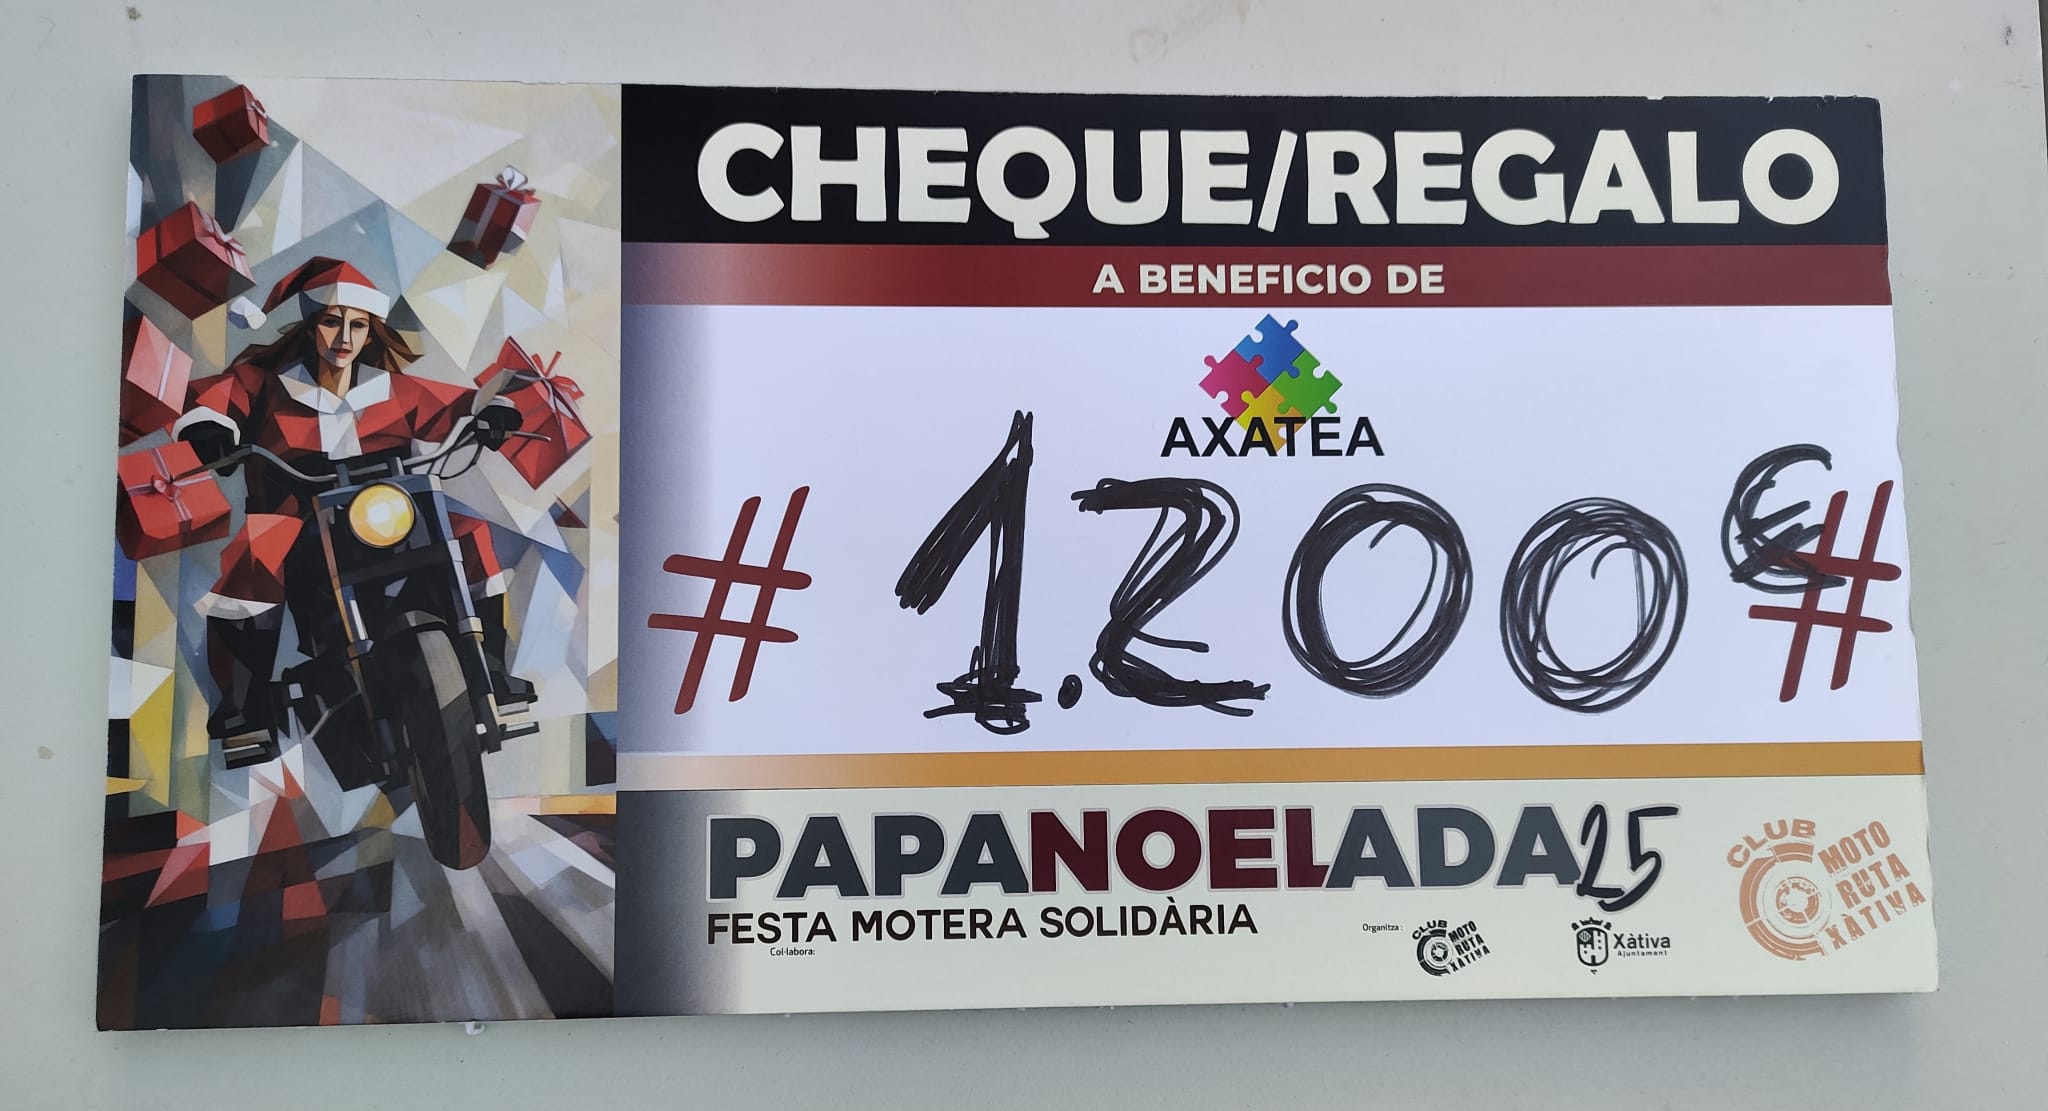 CHEQUE/REGALO
A BENEFICIO DE
AXATEA
# 1.200€ #
PAPANOELADA25
FESTA MOTERA SOLIDÀRIA
Col·labora:
Organitza:
CLUB
MOTO
RUTA
XÀTIVA
Xàtiva
Ajuntament
CLUB
MOTO
RUTA
XÀTIVA